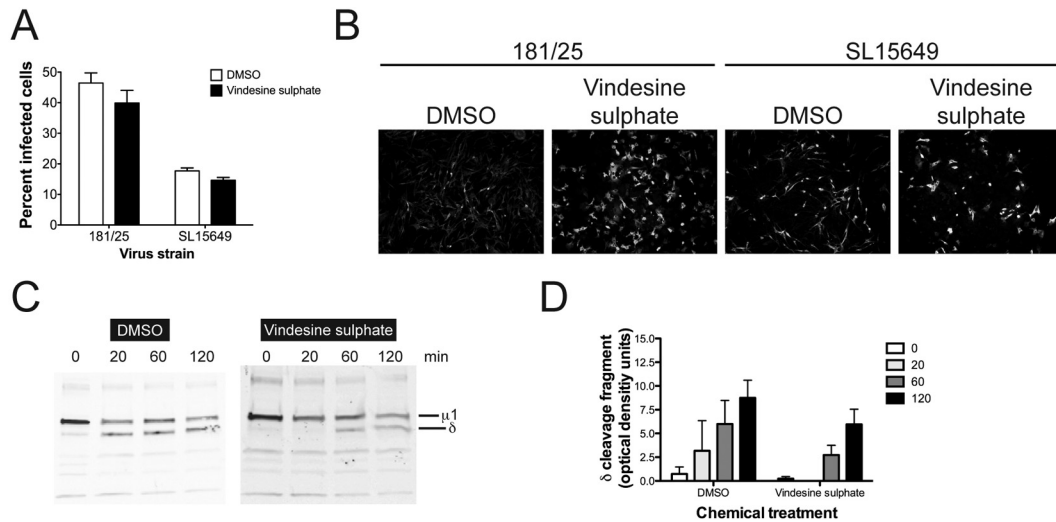 A
50
40
30
20
10
0
Percent infected cells
DMSO
Vindesine sulphate
181/25 SL15649
Virus strain
B
181/25 SL15649
DMSO Vindesine sulphate DMSO Vindesine sulphate
C
DMSO Vindesine sulphate
0 20 60 120 0 20 60 120 min
μ1
δ
D
15.0
12.5
10.0
7.5
5.0
2.5
0.0
δ cleavage fragment
(optical densitiy units)
0
20
60
120
DMSO Vindesine sulphate
Chemical treatment